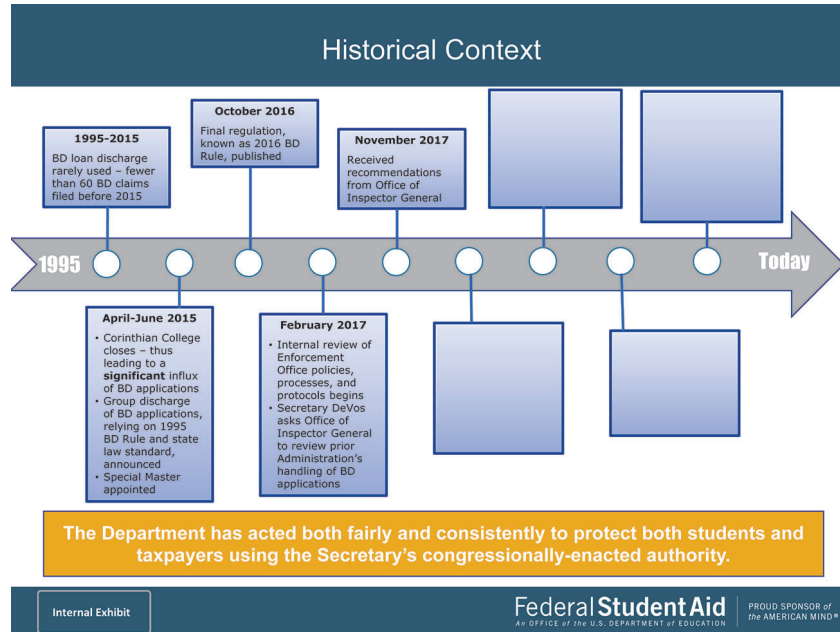 Historical Context
1995-2015
BD loan discharge
rarely used – fewer
than 60 BD claims
filed before 2015
October 2016
Final regulation,
known as 2016 BD
Rule, published
November 2017
Received
recommendations
from Office of
Inspector General
1995
Today
April-June 2015
• Corinthian College
closes – thus
leading to a
significant influx
of BD applications
• Group discharge
of BD applications,
relying on 1995
BD Rule and state
law standard,
announced
• Special Master
appointed
February 2017
• Internal review of
Enforcement
Office policies,
processes, and
protocols begins
• Secretary DeVos
asks Office of
Inspector General
to review prior
Administration’s
handling of BD
applications
The Department has acted both fairly and consistently to protect both students and
taxpayers using the Secretary’s congressionally-enacted authority.
Internal Exhibit
Federal Student Aid
An OFFICE of the U.S. DEPARTMENT of EDUCATION
PROUD SPONSOR of
the AMERICAN MIND®